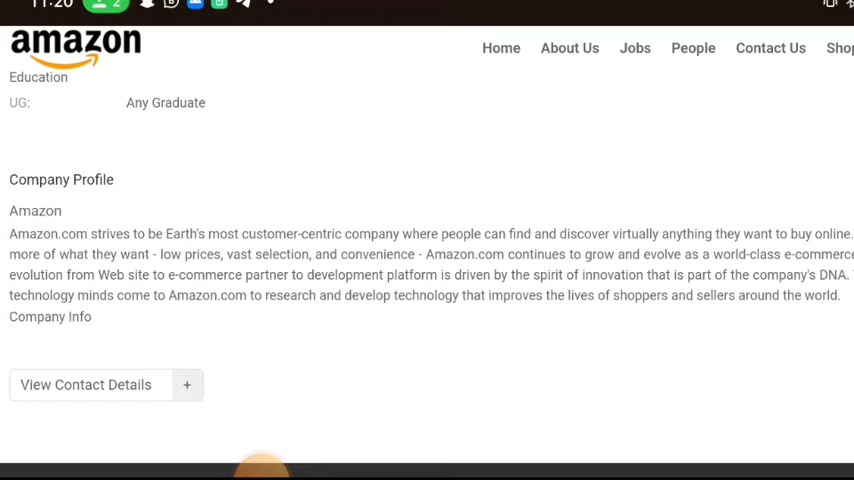 11:20 2
amazon
Home About Us Jobs People Contact Us Shop
Education
UG: Any Graduate
Company Profile
Amazon
Amazon.com strives to be Earth's most customer-centric company where people can find and discover virtually anything they want to buy online.
more of what they want - low prices, vast selection, and convenience - Amazon.com continues to grow and evolve as a world-class e-commerce
evolution from Web site to e-commerce partner to development platform is driven by the spirit of innovation that is part of the company's DNA.
technology minds come to Amazon.com to research and develop technology that improves the lives of shoppers and sellers around the world.
Company Info
View Contact Details +